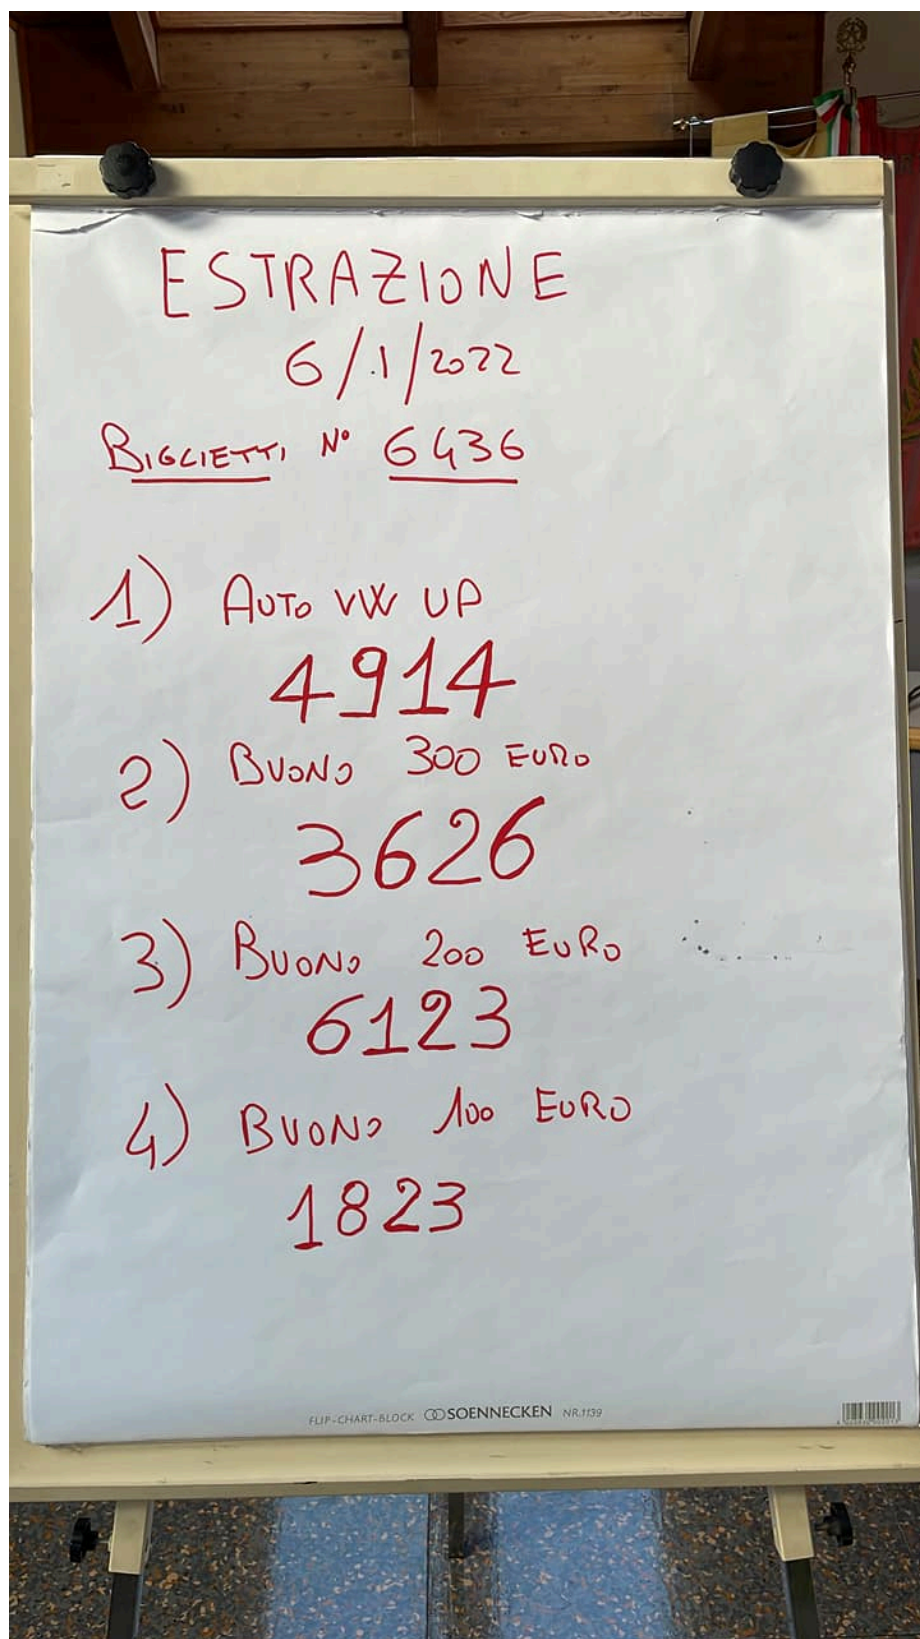 ESTRAZIONE
6/1/2022
BIGLIETTI N° 6436
1) AUTO VW UP
4914
2) BUONO 300 EURO
3626
3) BUONO 200 EURO
6123
4) BUONO 100 EURO
1823
FLIP-CHART-BLOCK SOENNECKEN NR.1139